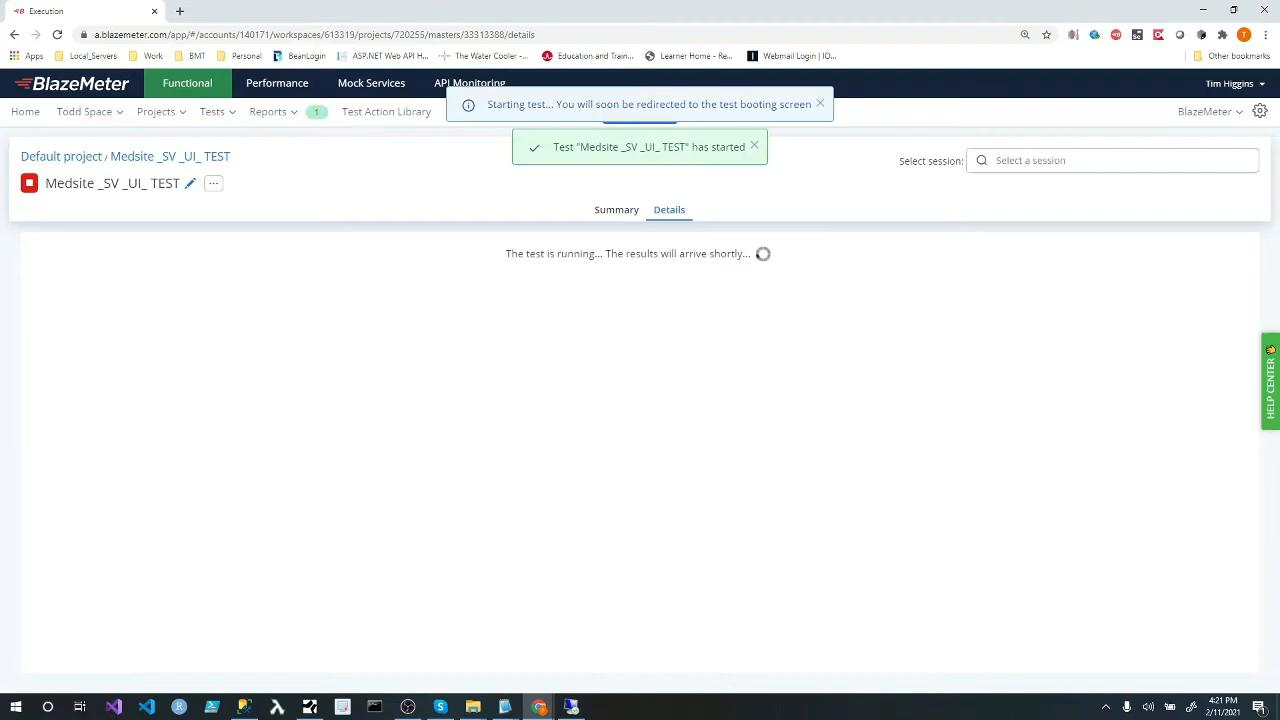 Execution
a.blazemeter.com/app/#/accounts/140171/workspaces/613319/projects/720255/masters/33313388/details
Apps Local_Servers Work BMT Personal BeanLogin ASP.NET Web API H... The Water Cooler -... Education and Train... Learner Home - Re... Webmail Login | IO... Other bookmarks
BlazeMeter Functional Performance Mock Services API Monitoring Tim Higgins
Starting test... You will soon be redirected to the test booting screen
Home Todd Space Projects Tests Reports 1 Test Action Library BlazeMeter
Test "Medsite _SV _UI_ TEST" has started
Default project / Medsite _SV _UI_ TEST
Select session: Select a session
Medsite _SV _UI_ TEST
Summary Details
The test is running... The results will arrive shortly...
HELP CENTER
4:21 PM
2/11/2021